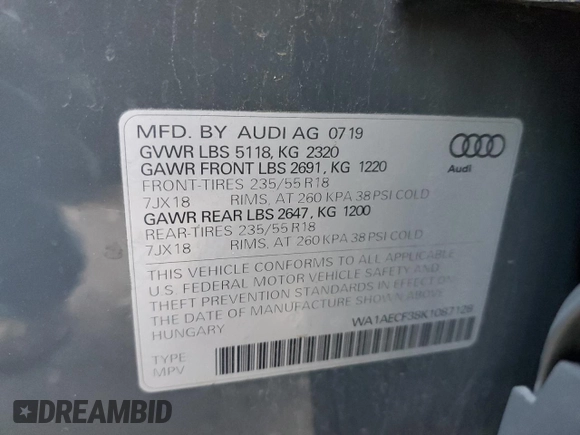 MFD. BY AUDI AG 07 19
GVWR LBS 5118, KG 2320
GAWR FRONT LBS 2691, KG 1220
FRONT-TIRES 235/55 R18
7JX18 RIMS, AT 260 KPA 38 PSI COLD
GAWR REAR LBS 2647, KG 1200
REAR-TIRES 235/55 R18
7JX18 RIMS, AT 260 KPA 38 PSI COLD
THIS VEHICLE CONFORMS TO ALL APPLICABLE
U.S. FEDERAL MOTOR VEHICLE SAFETY AND
THEFT PREVENTION STANDARDS IN EFFECT ON
THE DATE OF MANUFACTURE SHOWN ABOVE.
HUNGARY
TYPE
MPV
Audi
DREAMBID